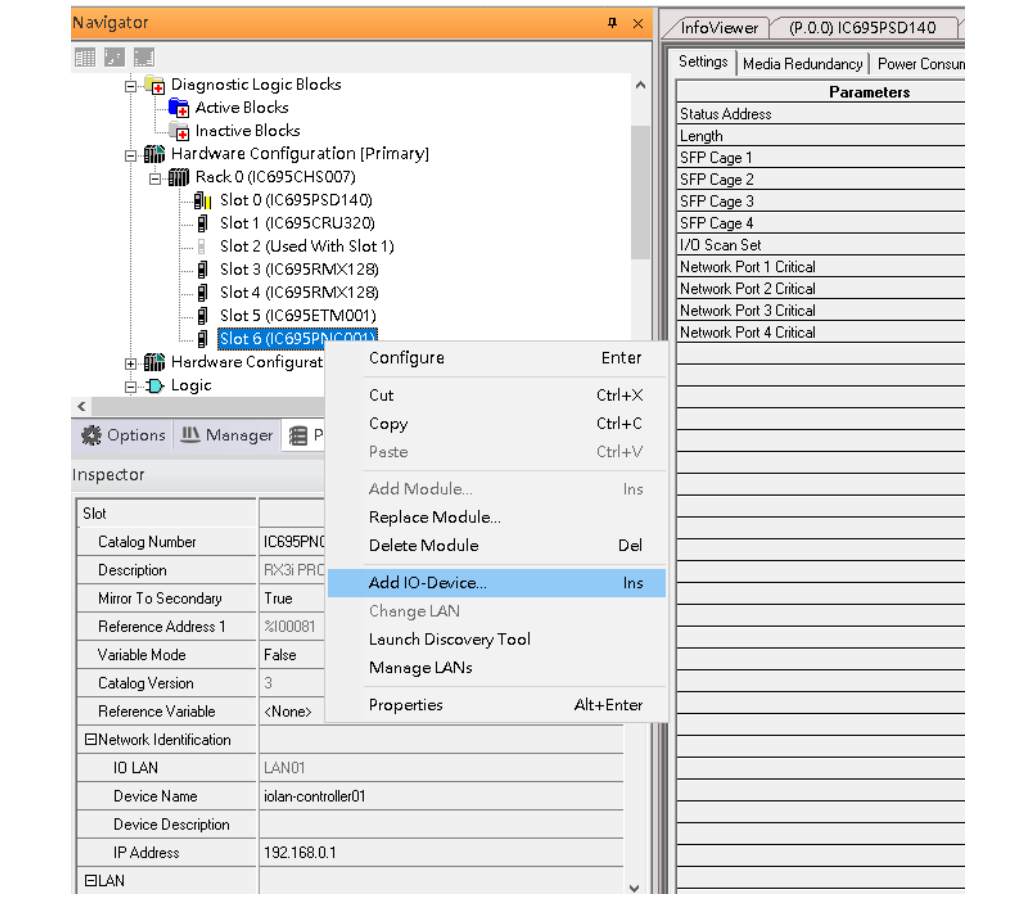 Navigator
Diagnostic Logic Blocks
Active Blocks
Inactive Blocks
Hardware Configuration [Primary]
Rack 0 (IC695CHS007)
Slot 0 (IC695PSD140)
Slot 1 (IC695CRU320)
Slot 2 (Used With Slot 1)
Slot 3 (IC695RMX128)
Slot 4 (IC695RMX128)
Slot 5 (IC695ETM001)
Slot 6 (IC695PNC001)
Hardware Configurat
Logic
Configure Enter
Cut Ctrl+X
Copy Ctrl+C
Paste Ctrl+V
Add Module... Ins
Replace Module...
Delete Module Del
Add IO-Device... Ins
Change LAN
Launch Discovery Tool
Manage LANs
Properties Alt+Enter
Options Manager P
Inspector
Slot
Catalog Number IC695PNC
Description RX3i PRO
Mirror To Secondary True
Reference Address 1 %I00081
Variable Mode False
Catalog Version 3
Reference Variable <None>
Network Identification
IO LAN LAN01
Device Name iolan-controller01
Device Description
IP Address 192.168.0.1
LAN
InfoViewer (P.0.0) IC695PSD140
Settings Media Redundancy Power Consum
Parameters
Status Address
Length
SFP Cage 1
SFP Cage 2
SFP Cage 3
SFP Cage 4
I/O Scan Set
Network Port 1 Critical
Network Port 2 Critical
Network Port 3 Critical
Network Port 4 Critical